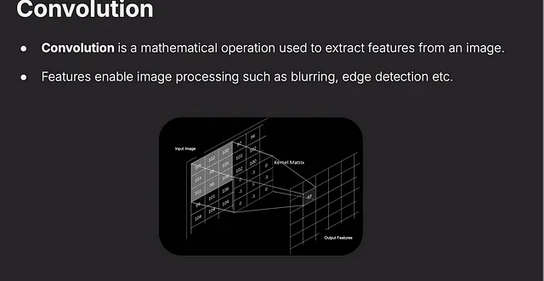 Convolution
● Convolution is a mathematical operation used to extract features from an image.
● Features enable image processing such as blurring, edge detection etc.
Input Image
Kernel Matrix
Output Features